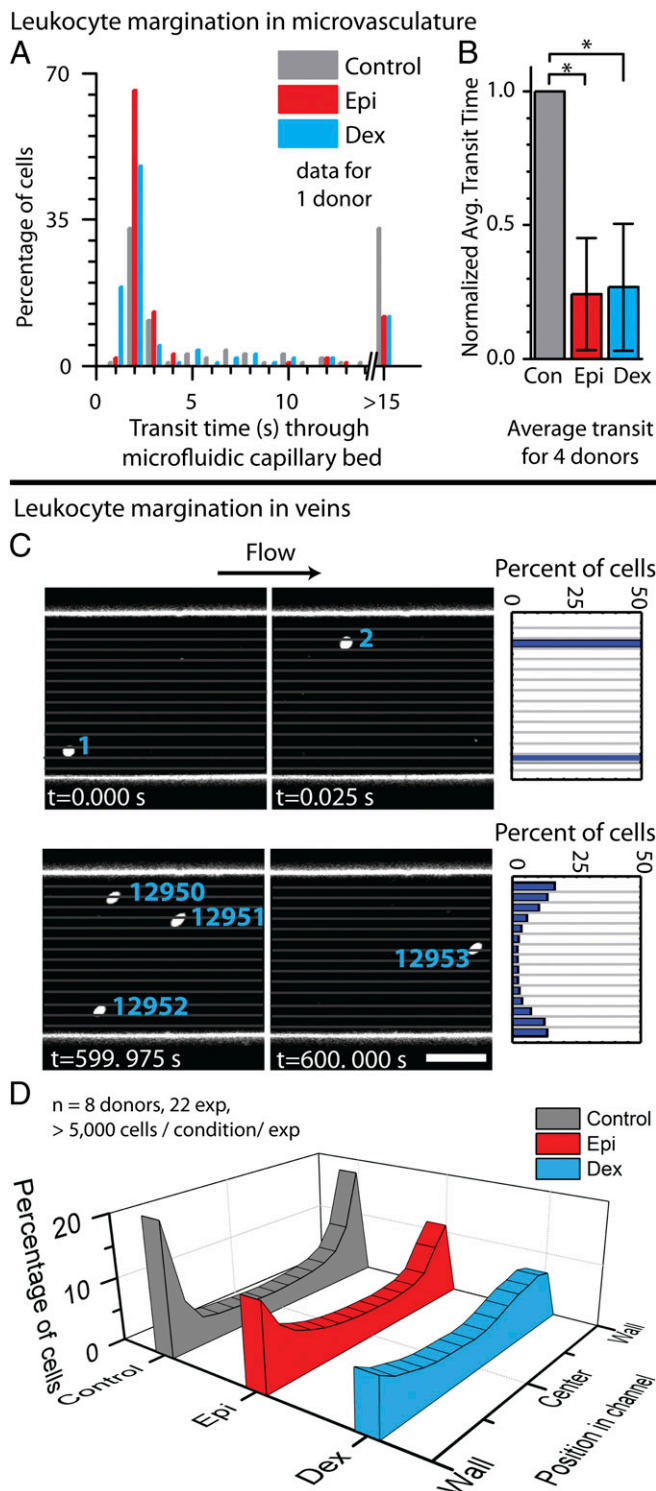 Leukocyte margination in microvasculature
A
B
70
35
0
Percentage of cells
Control
Epi
Dex
data for
1 donor
0
5
10
>15
Transit time (s) through
microfluidic capillary bed
*
*
1.0
0.5
0.0
Normalized Avg. Transit Time
Con Epi Dex
Average transit
for 4 donors
Leukocyte margination in veins
C
Flow
Percent of cells
0 25 50
1
2
t=0.000 s
t=0.025 s
Percent of cells
0 25 50
12950
12951
12952
12953
t=599. 975 s
t=600. 000 s
D
n = 8 donors, 22 exp,
> 5,000 cells / condition/ exp
Control
Epi
Dex
20
10
0
Percentage of cells
Control
Epi
Dex
Wall
Center
Wall
Position in channel